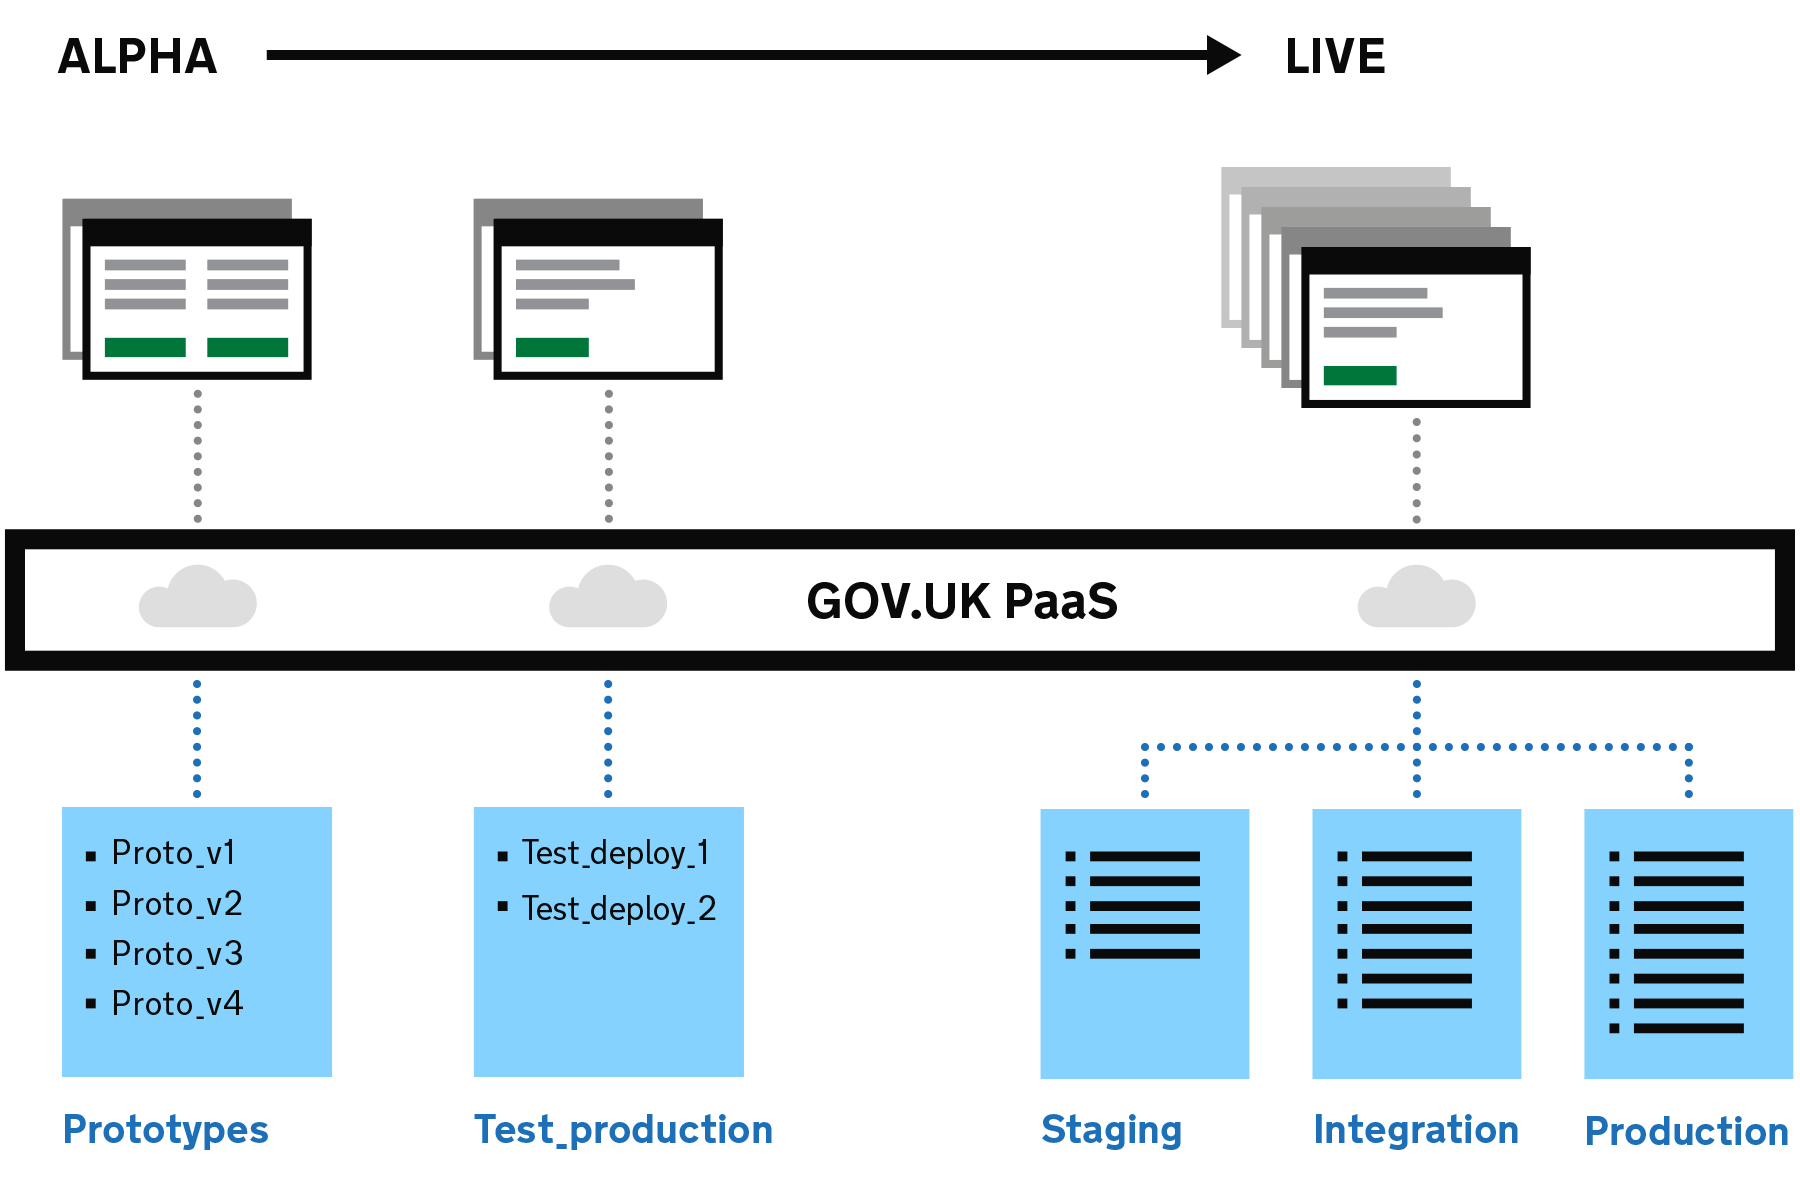 ALPHA
LIVE
GOV.UK PaaS
Proto_v1
Proto_v2
Proto_v3
Proto_v4
Prototypes
Test_deploy_1
Test_deploy_2
Test_production
Staging
Integration
Production